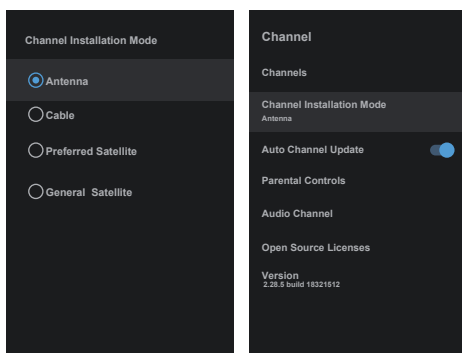 Channel Installation Mode
Antenna
Cable
Preferred Satellite
General Satellite
Channel
Channels
Channel Installation Mode
Antenna
Auto Channel Update
Parental Controls
Audio Channel
Open Source Licenses
Version
2.28.5 build 18321512